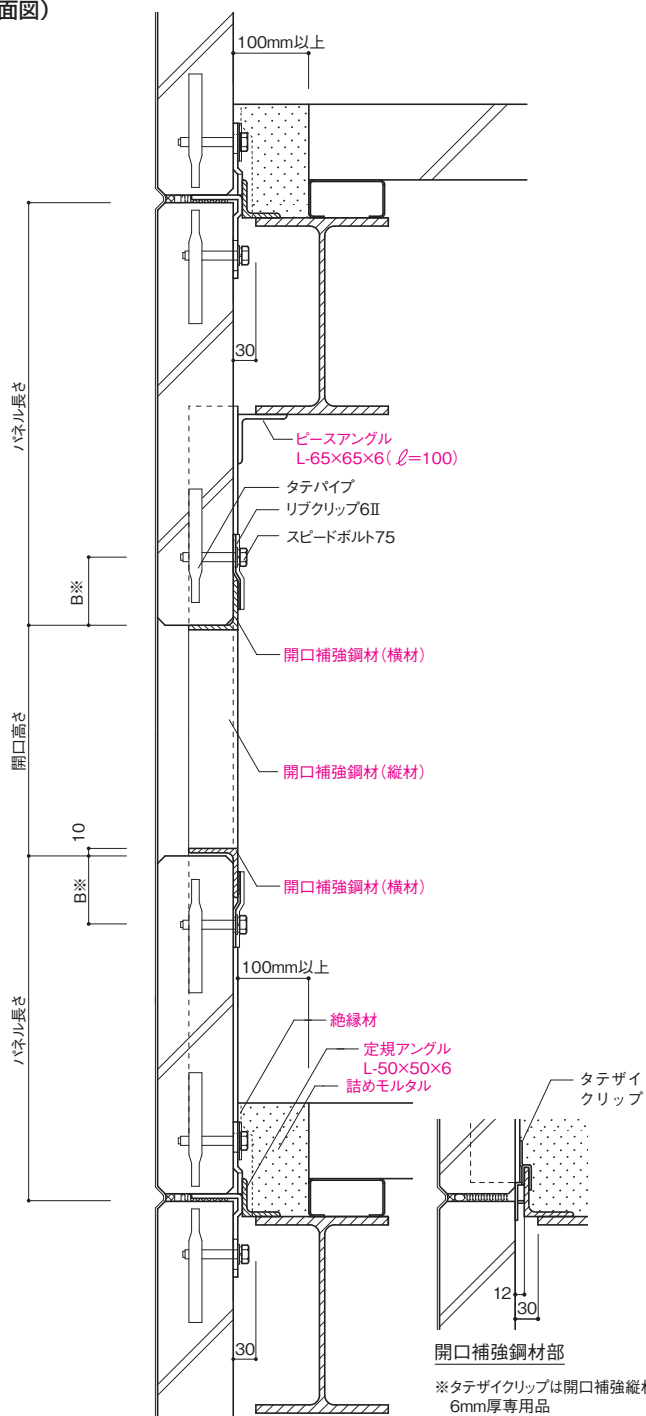 面図）
100mm以上
30
パネル長さ
ピースアングル
L-65×65×6（ℓ=100）
タテパイプ
リブクリップ6Ⅱ
スピードボルト75
B※
開口補強鋼材（横材）
開口高さ
開口補強鋼材（縦材）
10
B※
開口補強鋼材（横材）
100mm以上
パネル長さ
絶縁材
定規アングル
L-50×50×6
詰めモルタル
タテザイ
クリップ
12
30
30
開口補強鋼材部
※タテザイクリップは開口補強縦材
6mm厚専用品